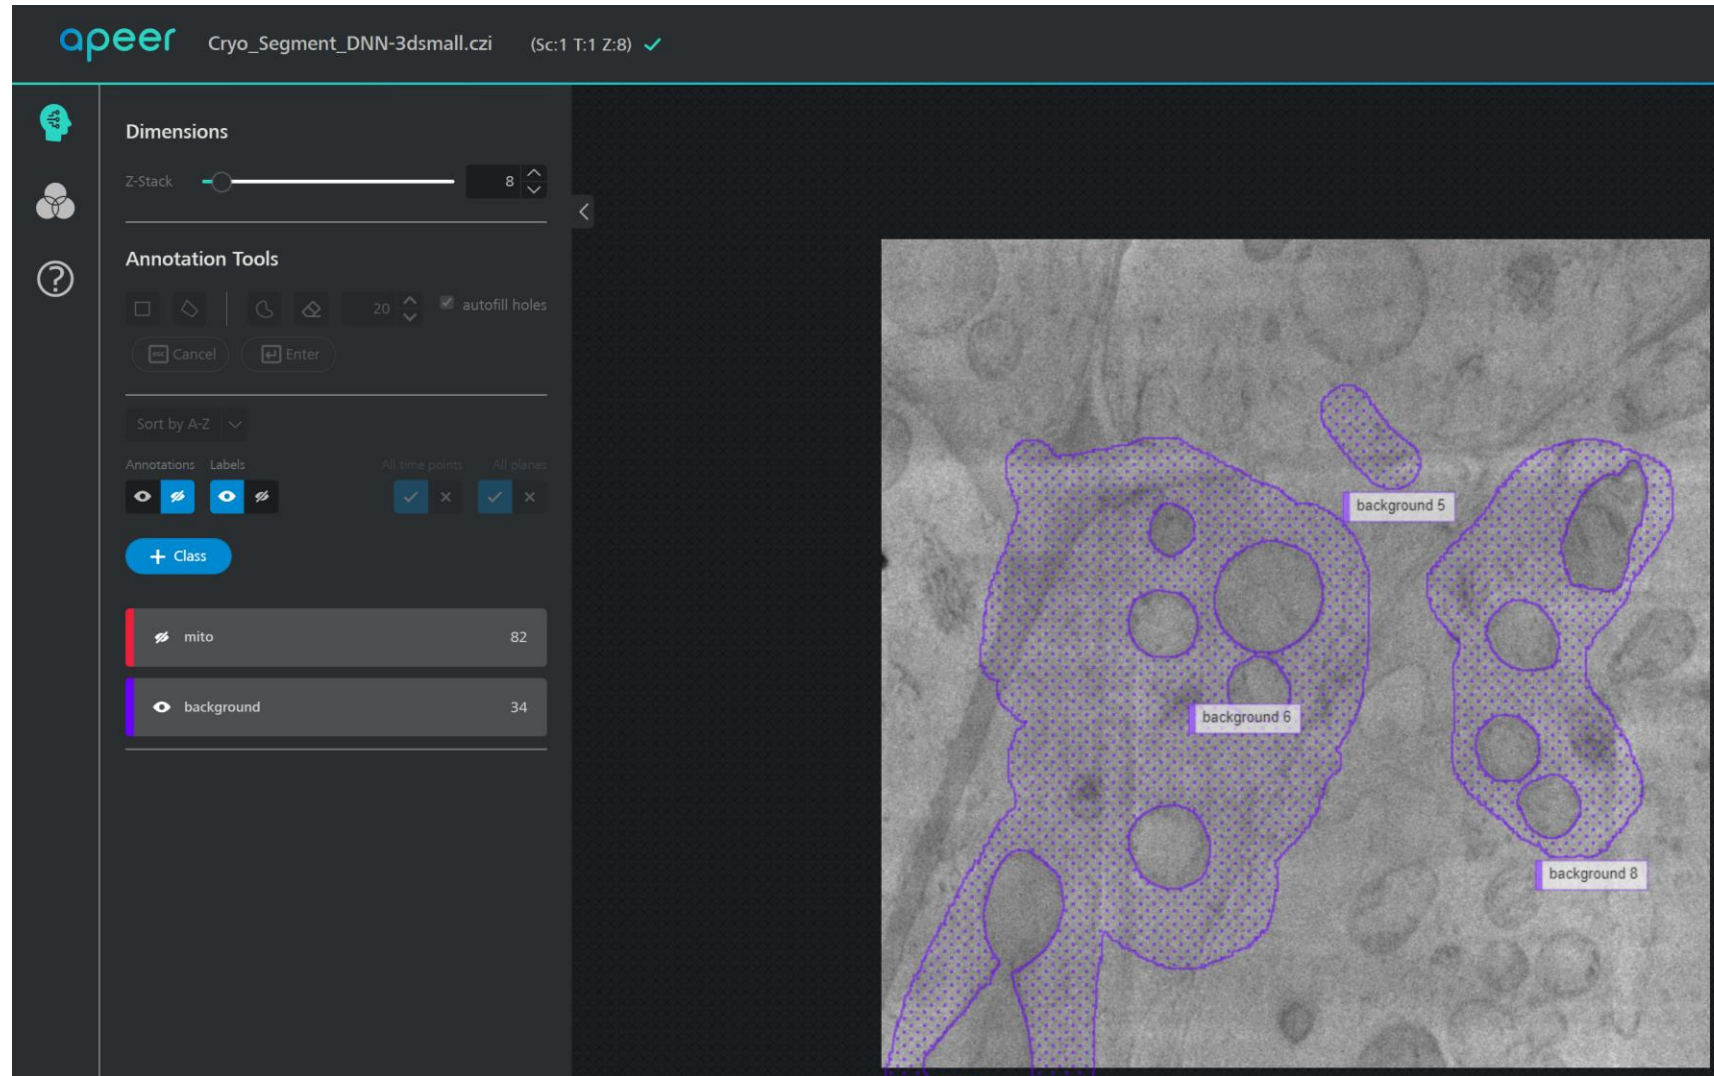 apeer Cryo_Segment_DNN-3dsmall.czi (Sc:1 T:1 Z:8)
Dimensions
Z-Stack 8
Annotation Tools
20 autofill holes
esc Cancel Enter
Sort by A-Z
Annotations Labels All time points All planes
+ Class
mito 82
background 34
background 5
background 6
background 8